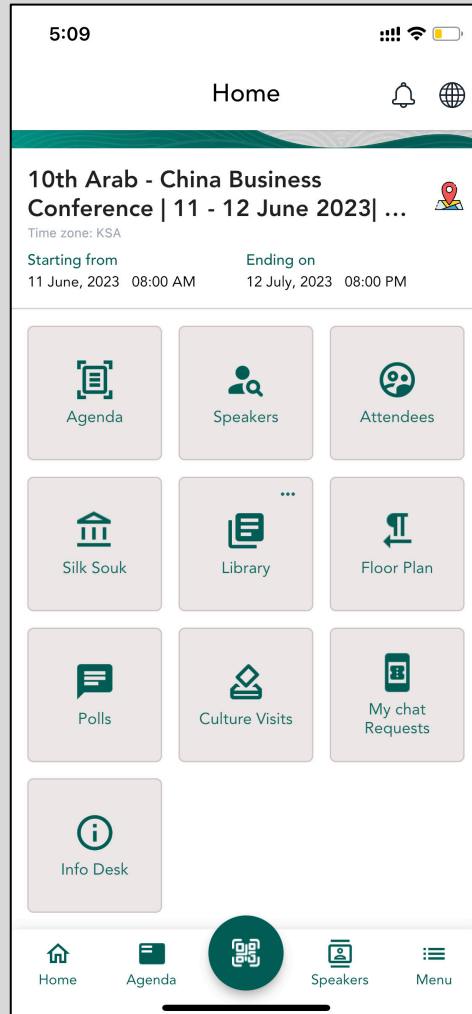 5:09
Home
10th Arab - China Business
Conference | 11 - 12 June 2023| ...
Time zone: KSA
Starting from Ending on
11 June, 2023 08:00 AM 12 July, 2023 08:00 PM
Agenda Speakers Attendees
Silk Souk Library Floor Plan
Polls Culture Visits My chat
Requests
Info Desk
Home Agenda Speakers Menu